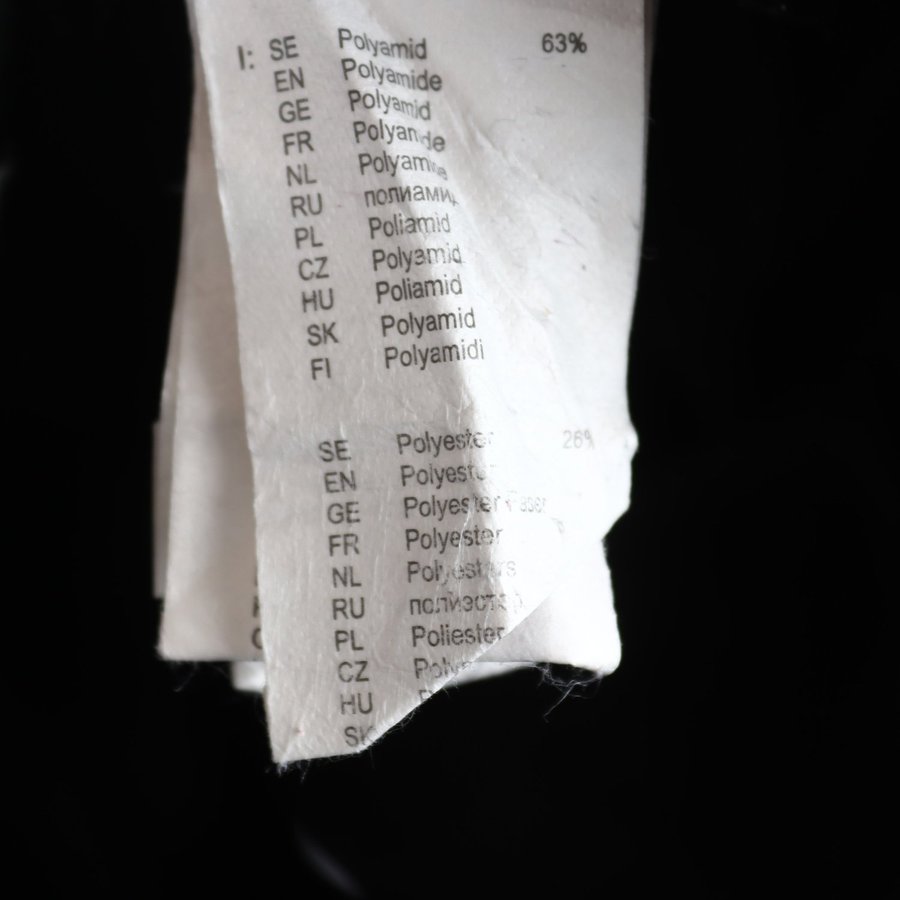 I: SE Polyamid 63%
EN Polyamide
GE Polyamid
FR Polyamide
NL Polyamide
RU полиамид
PL Poliamid
CZ Polyamid
HU Poliamid
SK Polyamid
FI Polyamidi
SE Polyester 26%
EN Polyester
GE Polyester
FR Polyester
NL Polyesters
RU полиэстер
PL Poliester
CZ
HU
SK